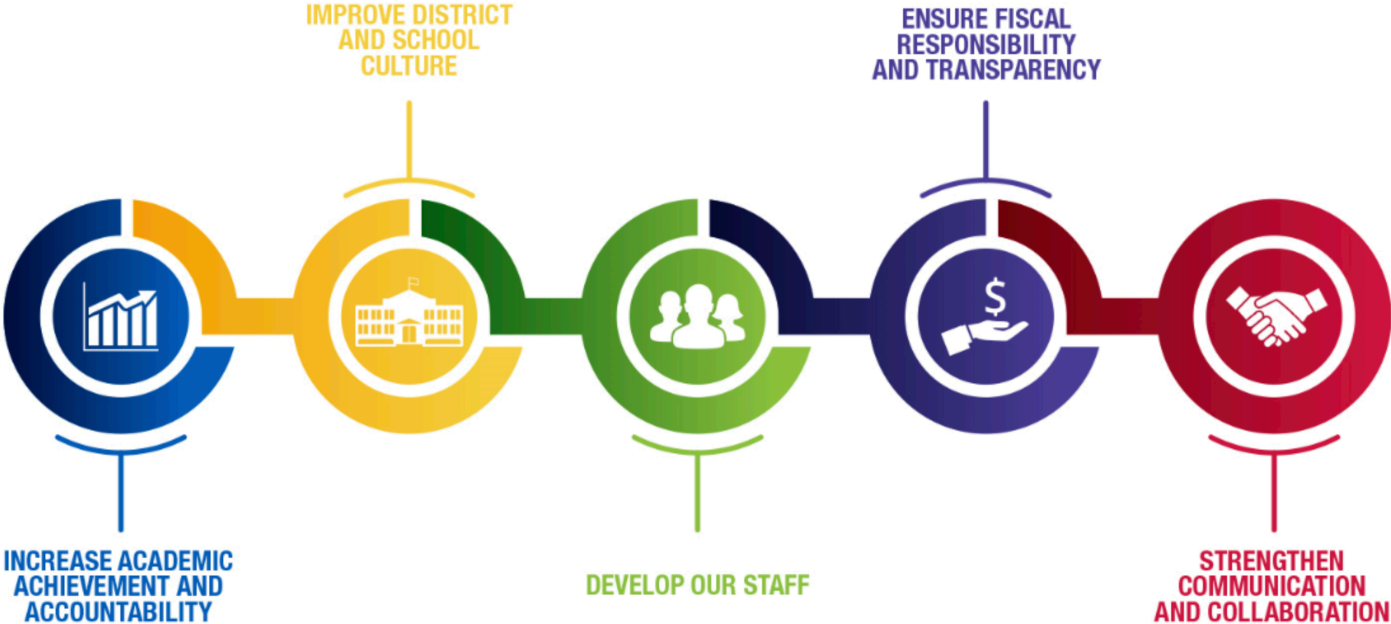 IMPROVE DISTRICT
AND SCHOOL
CULTURE
ENSURE FISCAL
RESPONSIBILITY
AND TRANSPARENCY
$
INCREASE ACADEMIC
ACHIEVEMENT AND
ACCOUNTABILITY
DEVELOP OUR STAFF
STRENGTHEN
COMMUNICATION
AND COLLABORATION